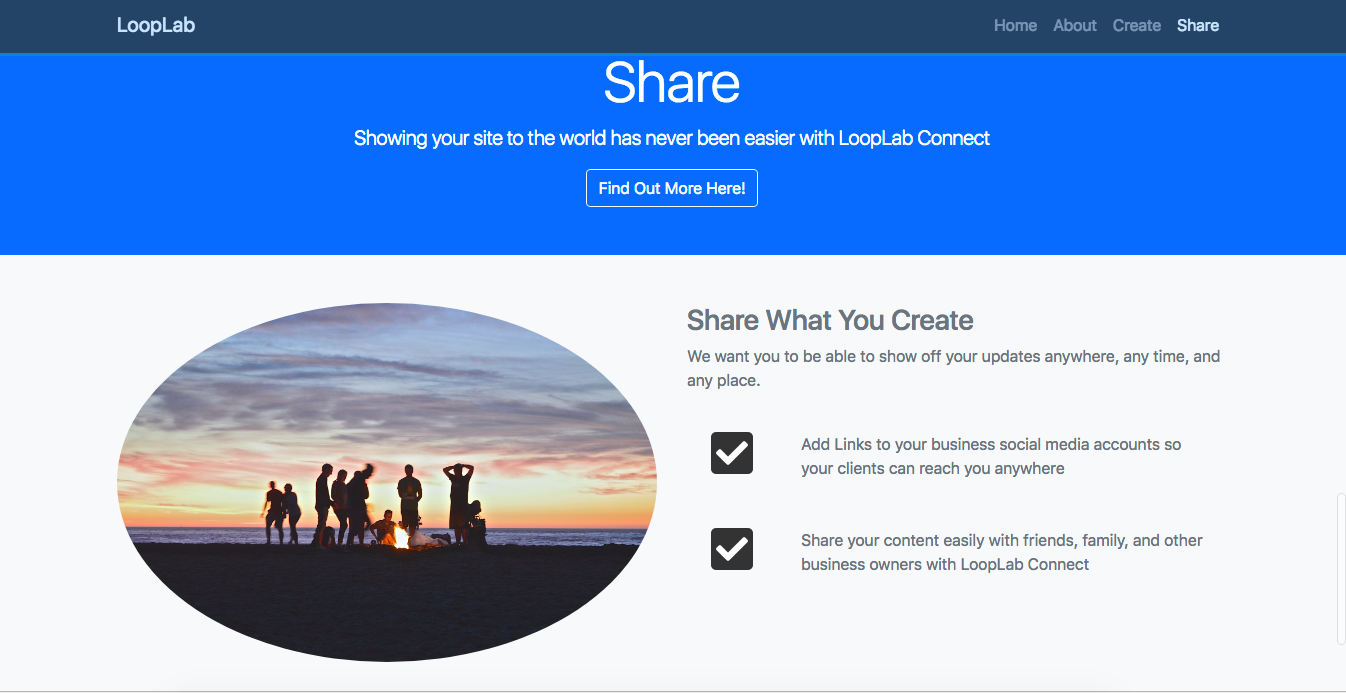 LoopLab
Home About Create Share
Share
Showing your site to the world has never been easier with LoopLab Connect
Find Out More Here!
Share What You Create
We want you to be able to show off your updates anywhere, any time, and
any place.
Add Links to your business social media accounts so
your clients can reach you anywhere
Share your content easily with friends, family, and other
business owners with LoopLab Connect